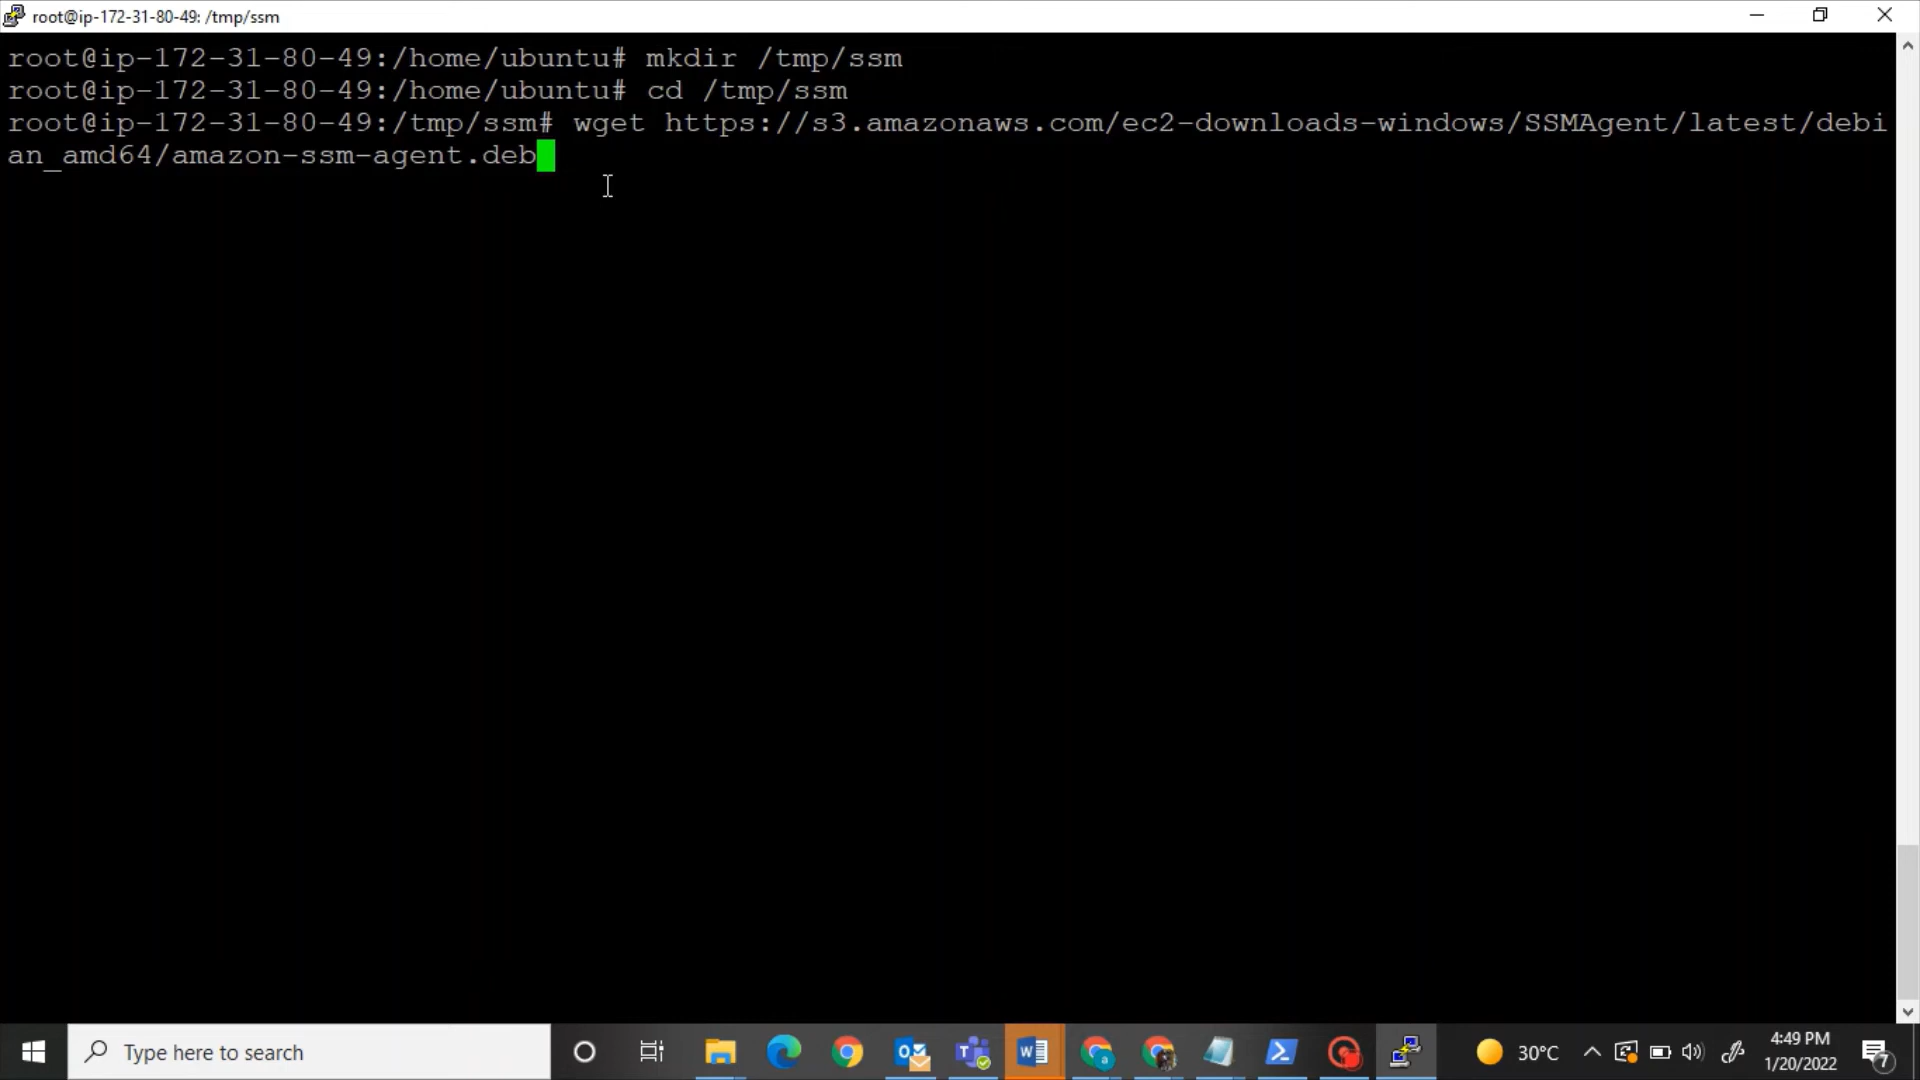 root@ip-172-31-80-49: /tmp/ssm
root@ip-172-31-80-49:/home/ubuntu# mkdir /tmp/ssm
root@ip-172-31-80-49:/home/ubuntu# cd /tmp/ssm
root@ip-172-31-80-49:/tmp/ssm# wget https://s3.amazonaws.com/ec2-downloads-windows/SSMAgent/latest/debi
an_amd64/amazon-ssm-agent.deb
Type here to search
30°C
4:49 PM
1/20/2022
7